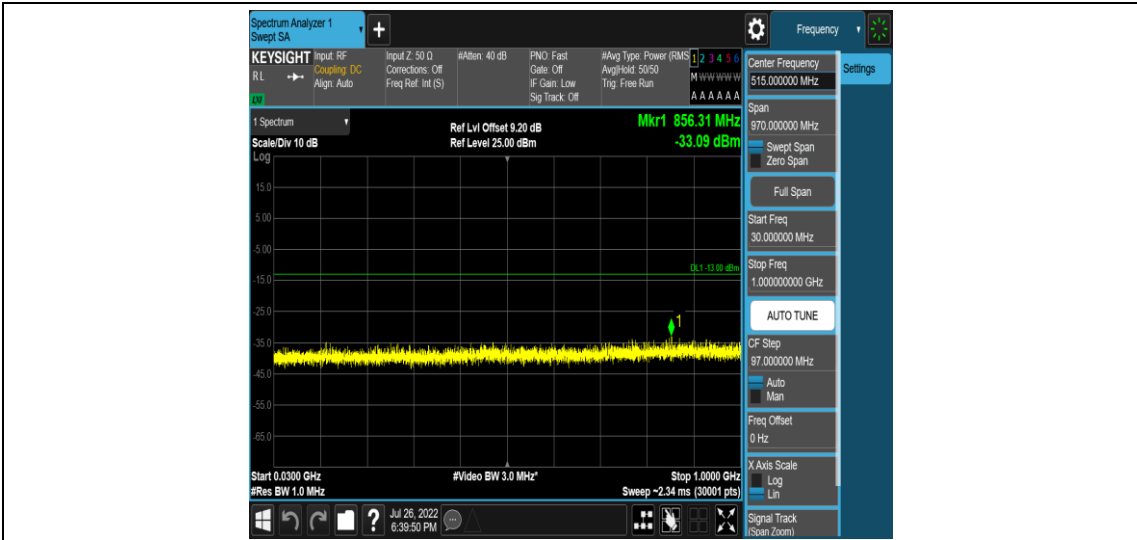 Spectrum Analyzer 1
Swept SA
+
Frequency
KEYSIGHT
RL
LXI
Input: RF
Coupling: DC
Align: Auto
Input Z: 50 Ω
Corrections: Off
Freq Ref: Int (S)
#Atten: 40 dB
PNO: Fast
Gate: Off
IF Gain: Low
Sig Track: Off
#Avg Type: Power (RMS
Avg|Hold: 50/50
Trig: Free Run
1 2 3 4 5 6
M W W W W W
A A A A A A
1 Spectrum
Scale/Div 10 dB
Log
Ref Lvl Offset 9.20 dB
Ref Level 25.00 dBm
Mkr1 856.31 MHz
-33.09 dBm
15.0
5.00
-5.00
DL1 -13.00 dBm
-15.0
-25.0
1
-35.0
-45.0
-55.0
-65.0
Start 0.0300 GHz
#Res BW 1.0 MHz
#Video BW 3.0 MHz*
Stop 1.0000 GHz
Sweep ~2.34 ms (30001 pts)
?
Jul 26, 2022
6:39:50 PM
Center Frequency
515.000000 MHz
Settings
Span
970.000000 MHz
Swept Span
Zero Span
Full Span
Start Freq
30.000000 MHz
Stop Freq
1.000000000 GHz
AUTO TUNE
CF Step
97.000000 MHz
Auto
Man
Freq Offset
0 Hz
X Axis Scale
Log
Lin
Signal Track
(Span Zoom)